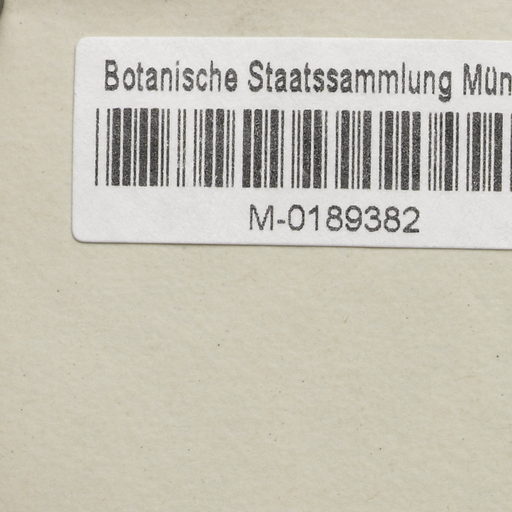 Botanische Staatssammlung Mün
M-0189382